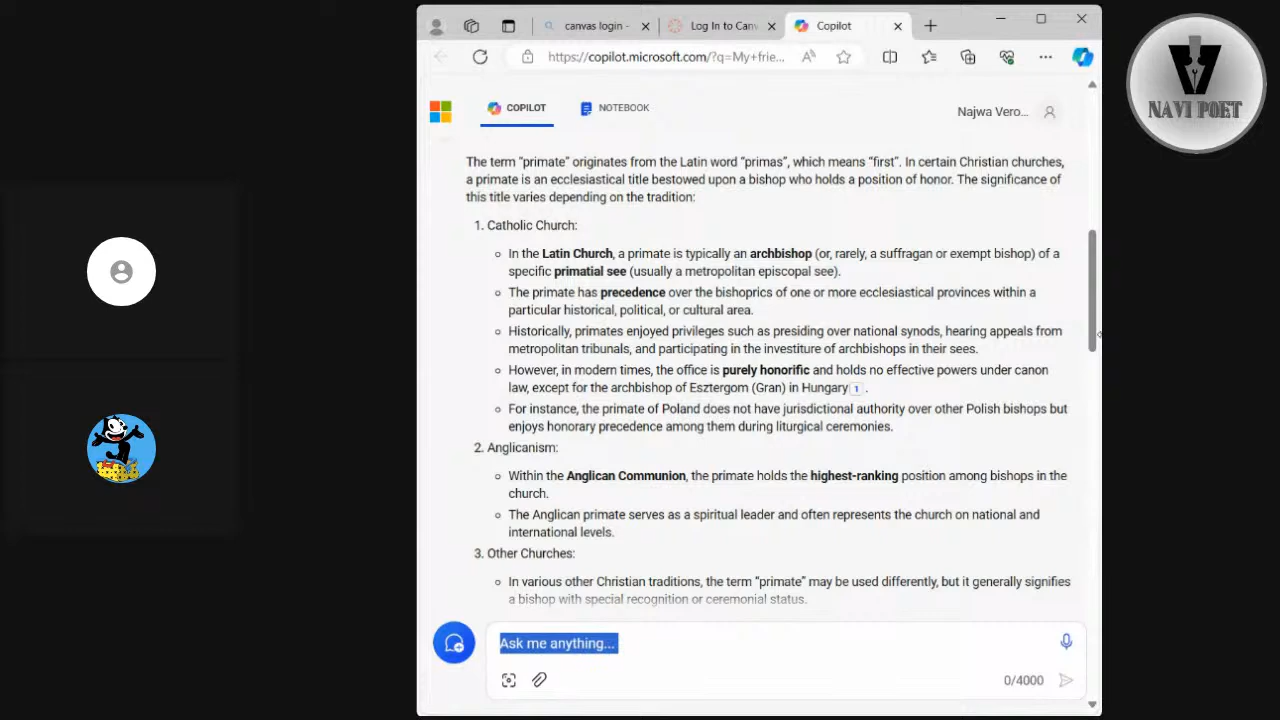 canvas login -
Log In to Canv
Copilot
https://copilot.microsoft.com/?q=My+frie...
NAVI POET
COPILOT
NOTEBOOK
Najwa Vero...
The term “primate” originates from the Latin word “primas”, which means “first”. In certain Christian churches,
a primate is an ecclesiastical title bestowed upon a bishop who holds a position of honor. The significance of
this title varies depending on the tradition:
1. Catholic Church:
In the Latin Church, a primate is typically an archbishop (or, rarely, a suffragan or exempt bishop) of a
specific primatial see (usually a metropolitan episcopal see).
The primate has precedence over the bishoprics of one or more ecclesiastical provinces within a
particular historical, political, or cultural area.
Historically, primates enjoyed privileges such as presiding over national synods, hearing appeals from
metropolitan tribunals, and participating in the investiture of archbishops in their sees.
However, in modern times, the office is purely honorific and holds no effective powers under canon
law, except for the archbishop of Esztergom (Gran) in Hungary 1 .
For instance, the primate of Poland does not have jurisdictional authority over other Polish bishops but
enjoys honorary precedence among them during liturgical ceremonies.
2. Anglicanism:
Within the Anglican Communion, the primate holds the highest-ranking position among bishops in the
church.
The Anglican primate serves as a spiritual leader and often represents the church on national and
international levels.
3. Other Churches:
In various other Christian traditions, the term “primate” may be used differently, but it generally signifies
a bishop with special recognition or ceremonial status.
Ask me anything...
0/4000